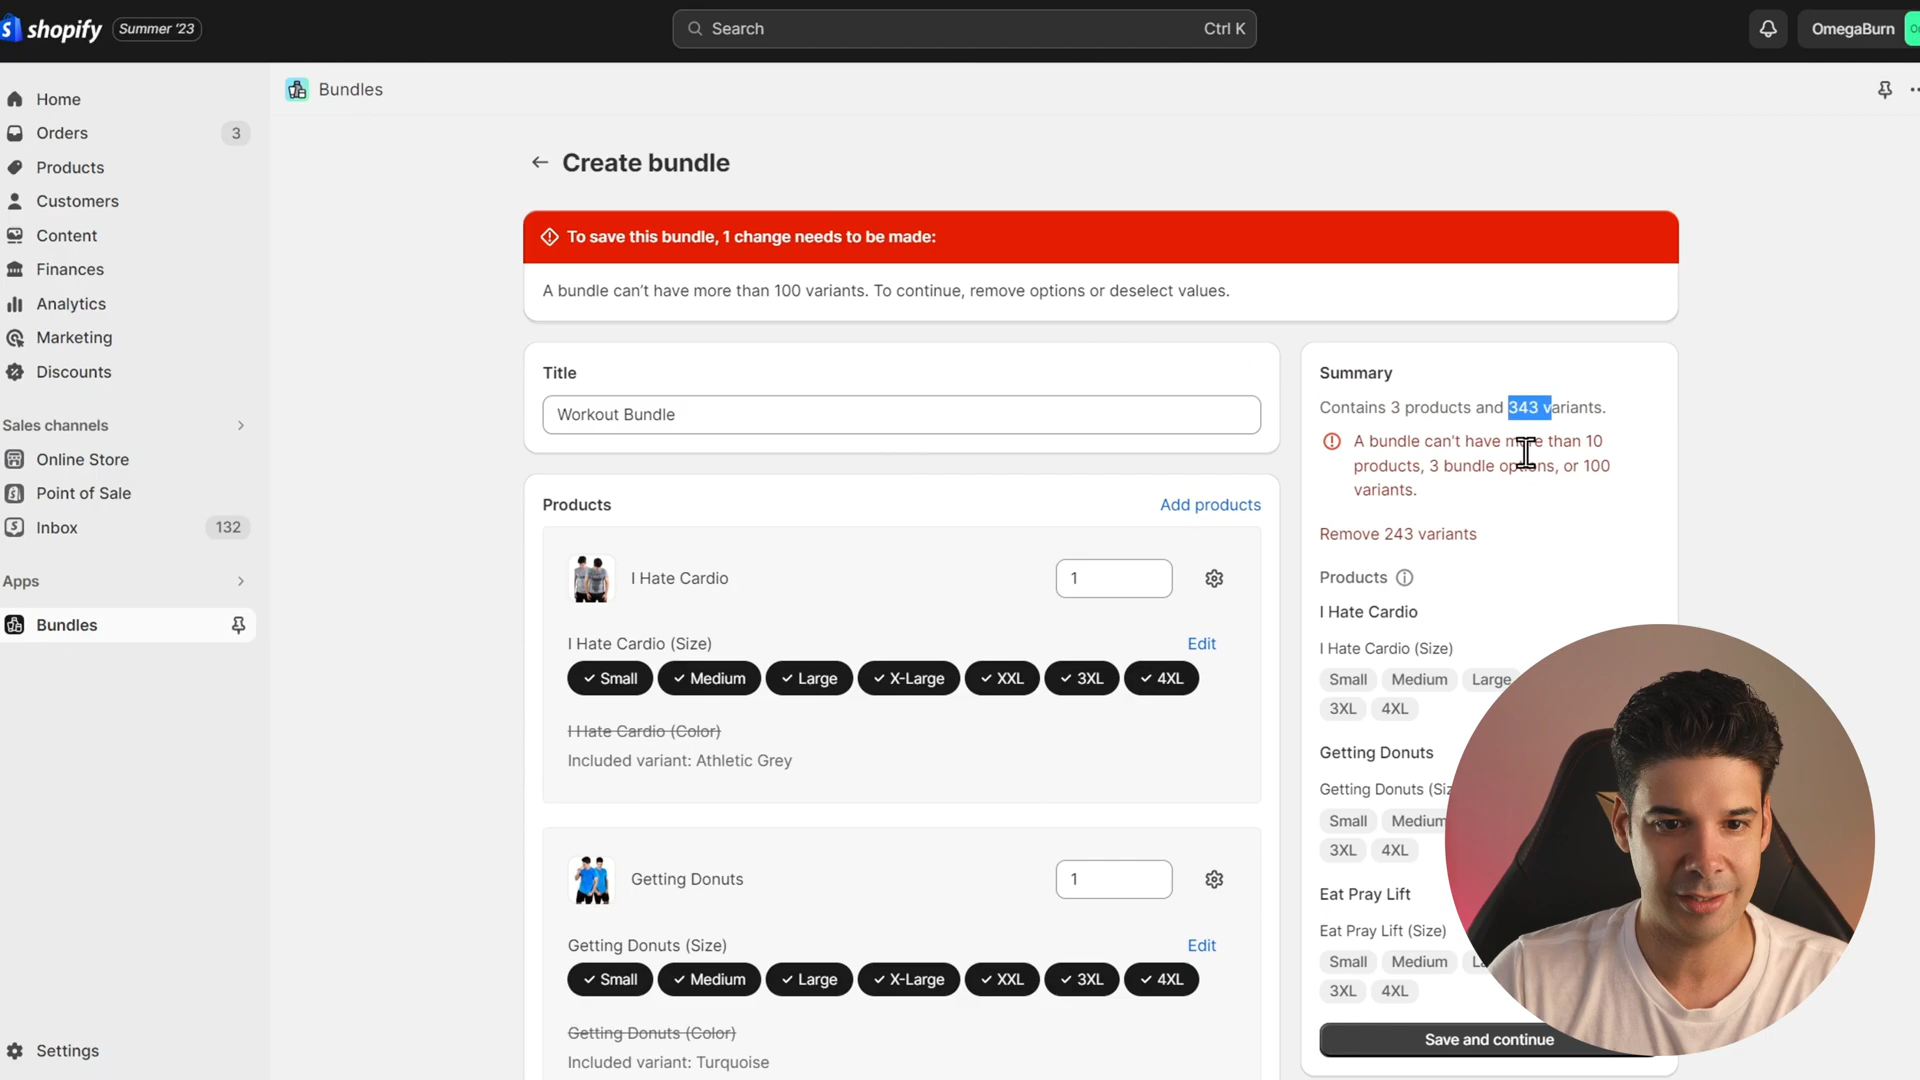 shopify
Summer '23
Search
Ctrl K
OmegaBurn
Home
Orders
3
Products
Customers
Content
Finances
Analytics
Marketing
Discounts
Sales channels
Online Store
Point of Sale
Inbox
132
Apps
Bundles
Settings
Bundles
Create bundle
To save this bundle, 1 change needs to be made:
A bundle can't have more than 100 variants. To continue, remove options or deselect values.
Title
Workout Bundle
Products
Add products
I Hate Cardio
1
I Hate Cardio (Size)
Edit
Small Medium Large X-Large XXL 3XL 4XL
I Hate Cardio (Color)
Included variant: Athletic Grey
Getting Donuts
1
Getting Donuts (Size)
Edit
Small Medium Large X-Large XXL 3XL 4XL
Getting Donuts (Color)
Included variant: Turquoise
Summary
Contains 3 products and 343 variants.
A bundle can't have more than 10
products, 3 bundle options, or 100
variants.
Remove 243 variants
Products
I Hate Cardio
I Hate Cardio (Size)
Small Medium Large
3XL 4XL
Getting Donuts
Getting Donuts (Siz
Small Medium
3XL 4XL
Eat Pray Lift
Eat Pray Lift (Size)
Small Medium
3XL 4XL
Save and continue